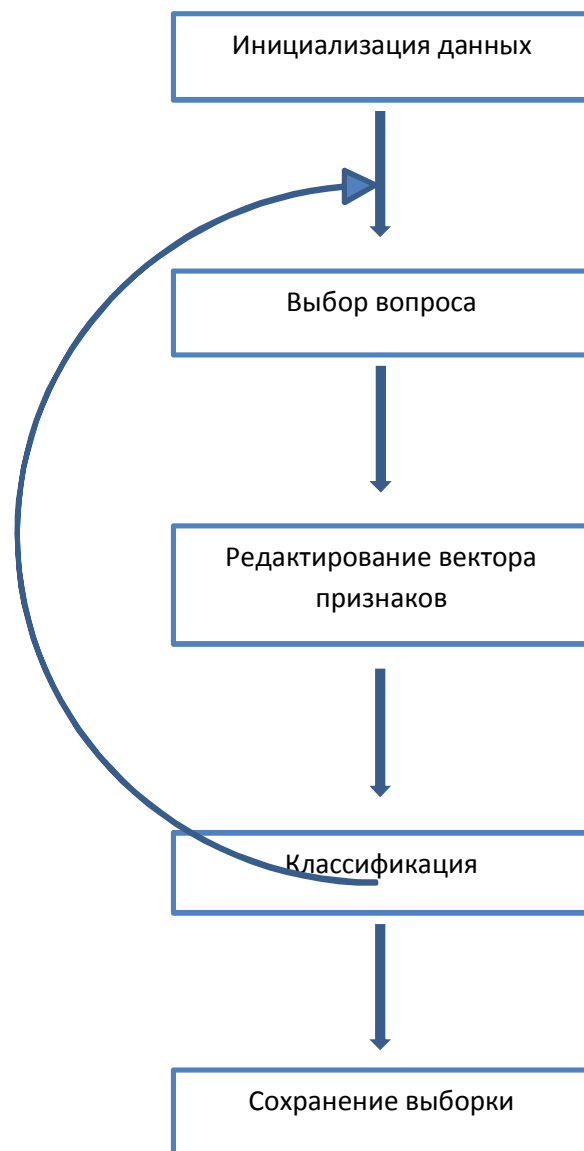 Инициализация данных
Выбор вопроса
Редактирование вектора
признаков
Классификация
Сохранение выборки